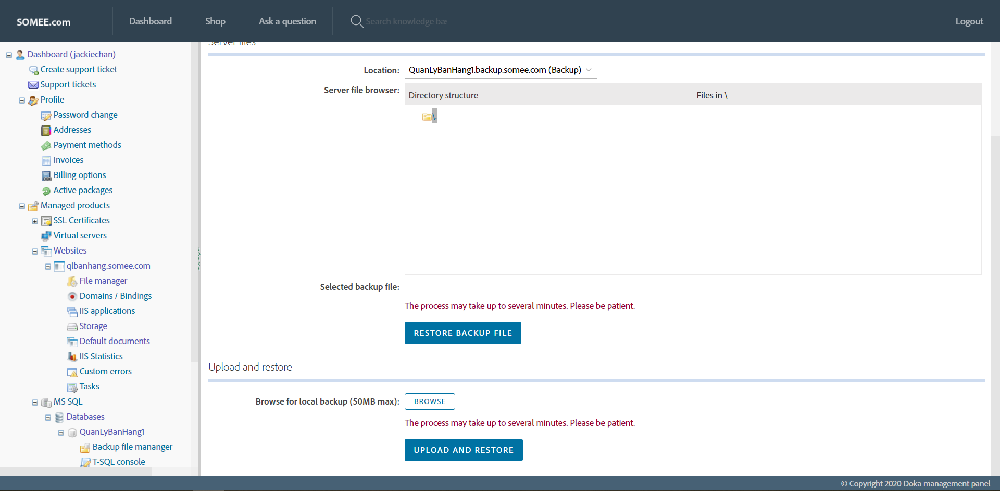 SOMEE.com
Dashboard
Shop
Ask a question
Search knowledge bas
Logout
Dashboard (jackiechan)
Create support ticket
Support tickets
Profile
Password change
Addresses
Payment methods
Invoices
Billing options
Active packages
Managed products
SSL Certificates
Virtual servers
Websites
qlbanhang.somee.com
File manager
Domains / Bindings
IIS applications
Storage
Default documents
IIS Statistics
Custom errors
Tasks
MS SQL
Databases
QuanLyBanHang1
Backup file mananger
T-SQL console
Server files
Location: QuanLyBanHang1.backup.somee.com (Backup)
Server file browser:
Directory structure
Files in \
\.
Selected backup file:
The process may take up to several minutes. Please be patient.
RESTORE BACKUP FILE
Upload and restore
Browse for local backup (50MB max): BROWSE
The process may take up to several minutes. Please be patient.
UPLOAD AND RESTORE
© Copyright 2020 Doka management panel